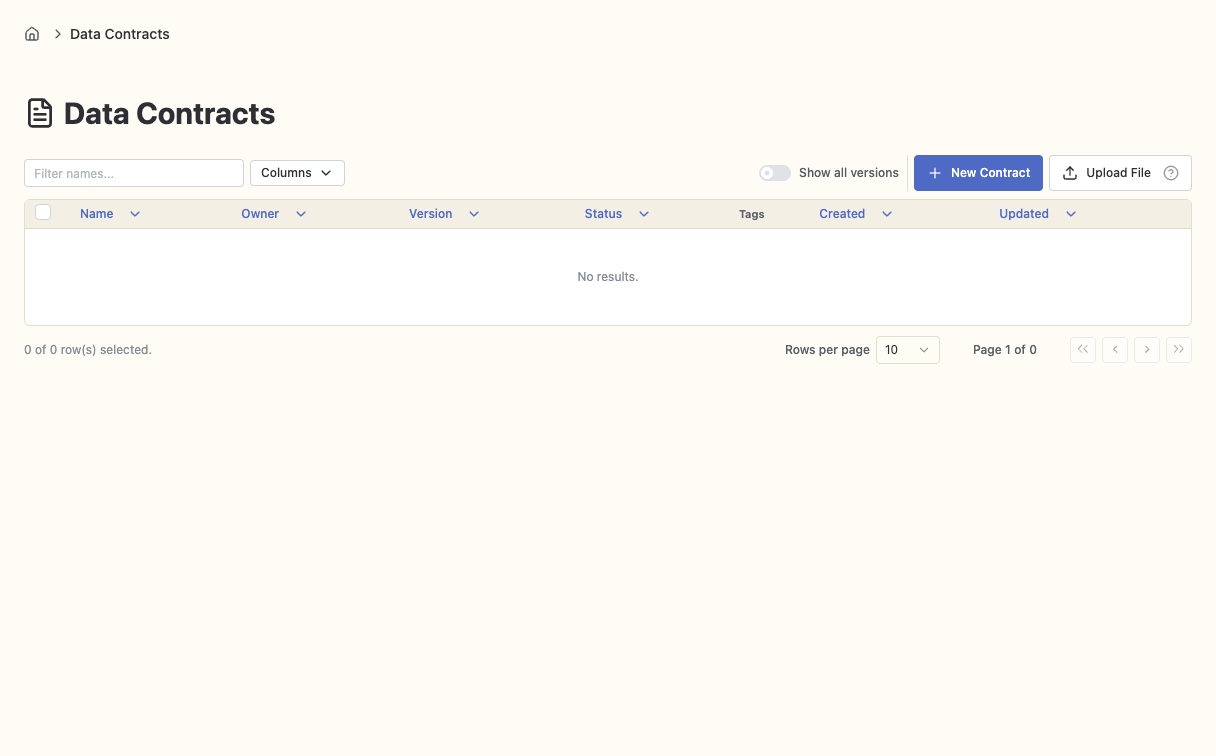 Data Contracts
Data Contracts
Filter names...
Columns
Show all versions
New Contract
Upload File
Name Owner Version Status Tags Created Updated
No results.
0 of 0 row(s) selected.
Rows per page 10 Page 1 of 0